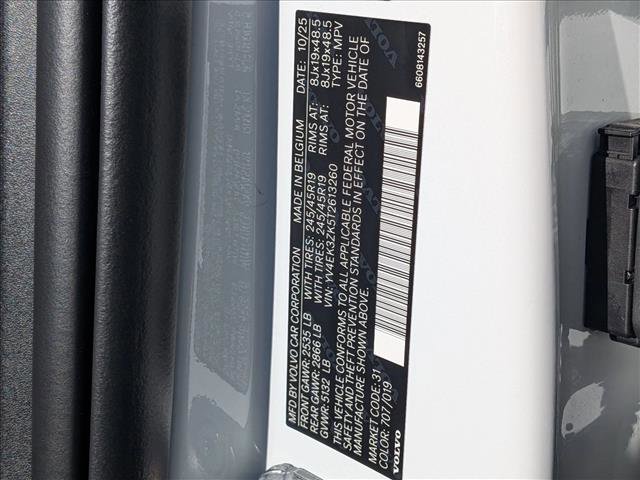 MFD BY VOLVO CAR CORPORATION MADE IN BELGIUM DATE: 10/25
FRONT GAWR: 2535 LB WITH TIRES: 245/45R19 RIMS AT: 8Jx19x48.5
REAR GAWR: 2866 LB WITH TIRES: 245/45R19 RIMS AT: 8Jx19x48.5
GVWR: 5132 LB VIN: YV4EK3ZK5T2613260 TYPE: MPV
THIS VEHICLE CONFORMS TO ALL APPLICABLE FEDERAL MOTOR VEHICLE
SAFETY AND THEFT PREVENTION STANDARDS IN EFFECT ON THE DATE OF
MANUFACTURE SHOWN ABOVE.
MARKET CODE: 31
COLOR: 707 / 019
VOLVO
6608143257